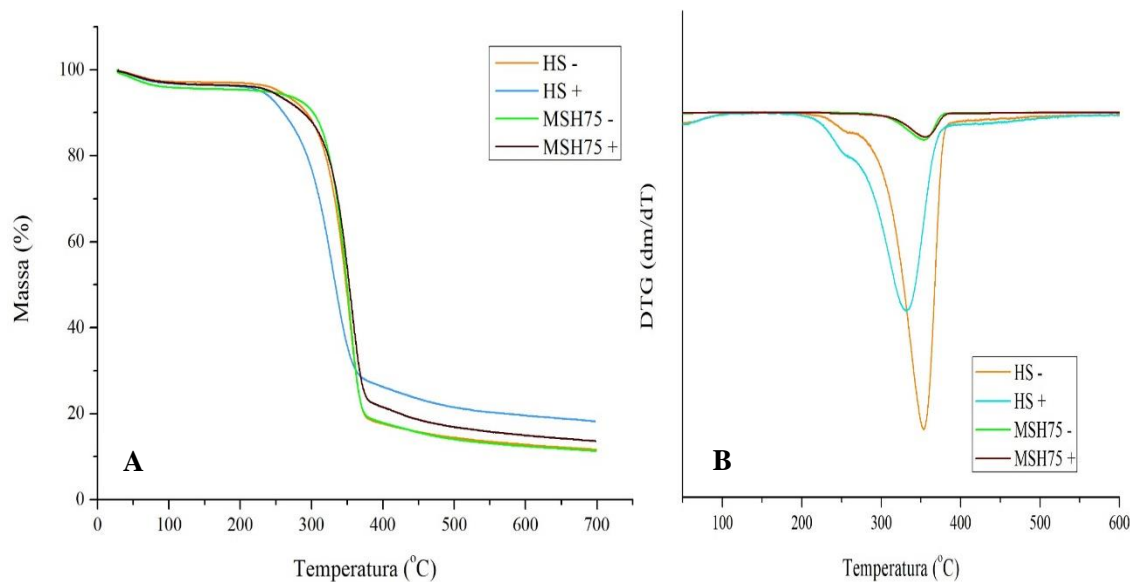 HS -
HS +
MSH75 -
MSH75 +
Massa (%)
100
80
60
40
20
0
A
0 100 200 300 400 500 600 700
Temperatura (°C)
DTG (dm/dT)
HS -
HS +
MSH75 -
MSH75 +
B
100 200 300 400 500 600
Temperatura (°C)